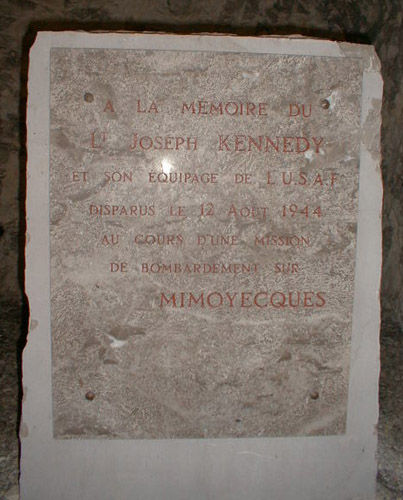 A LA MÉMOIRE DU
Lt JOSEPH KENNEDY
ET SON ÉQUIPAGE DE L'U.S.A.F
DISPARUS LE 12 AOUT 1944
AU COURS D'UNE MISSION
DE BOMBARDEMENT SUR
MIMOYECQUES